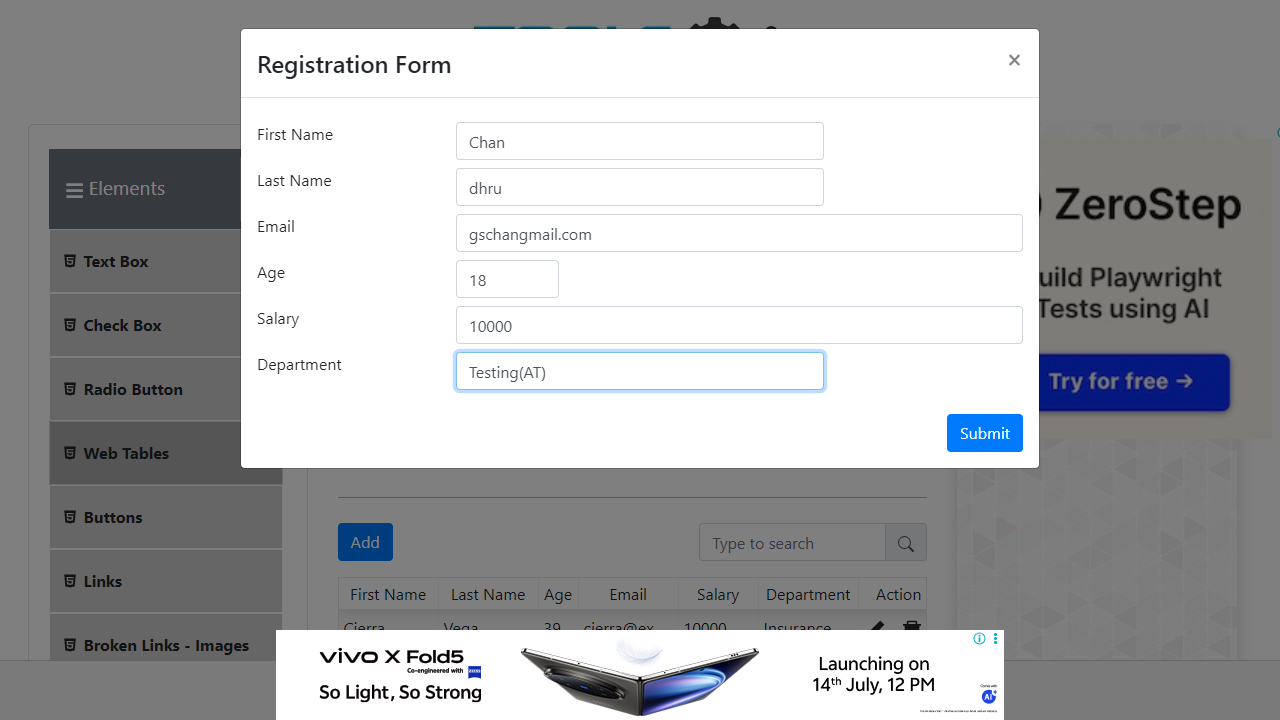 Registration Form ×
First Name Chan
Last Name dhru
Email gschangmail.com
Age 18
Salary 10000
Department Testing(AT)
Submit
Elements
Text Box
Check Box
Radio Button
Web Tables
Buttons
Links
Broken Links - Images
Add
Type to search
First Name Last Name Age Email Salary Department Action
Cierra Vega 39 cierra@ex 10000 Insurance
ZeroStep
uild Playwright
Tests using AI
Try for free →
vivo X Fold5
Co-engineered with ZEISS
So Light, So Strong
Launching on
14th July, 12 PM